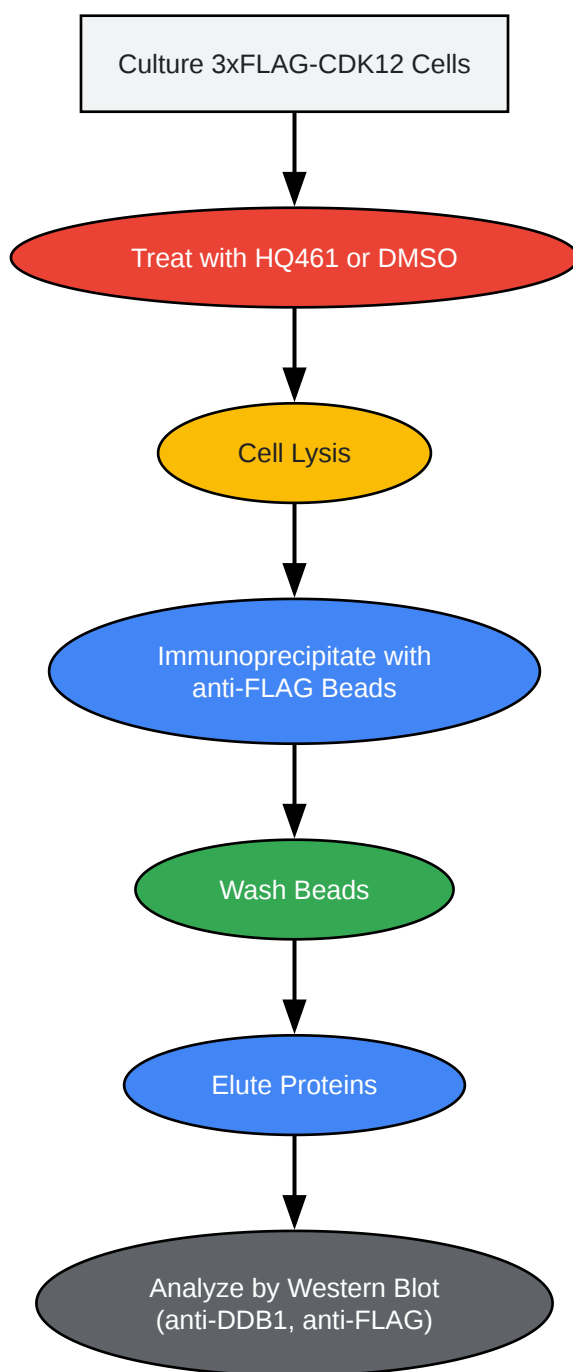 Culture 3xFLAG-CDK12 Cells
Treat with HQ461 or DMSO
Cell Lysis
Immunoprecipitate with
anti-FLAG Beads
Wash Beads
Elute Proteins
Analyze by Western Blot
(anti-DDB1, anti-FLAG)